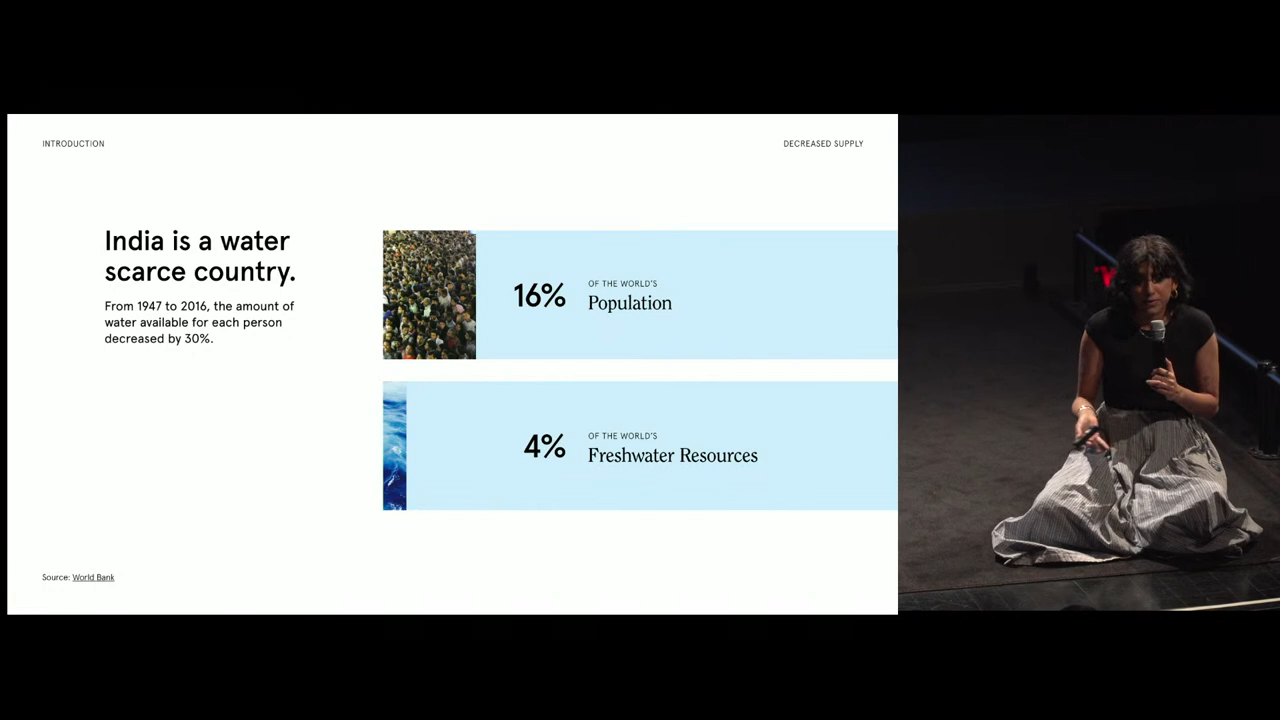 INTRODUCTION
DECREASED SUPPLY
India is a water
scarce country.
From 1947 to 2016, the amount of
water available for each person
decreased by 30%.
16%
OF THE WORLD'S
Population
4%
OF THE WORLD'S
Freshwater Resources
Source: World Bank